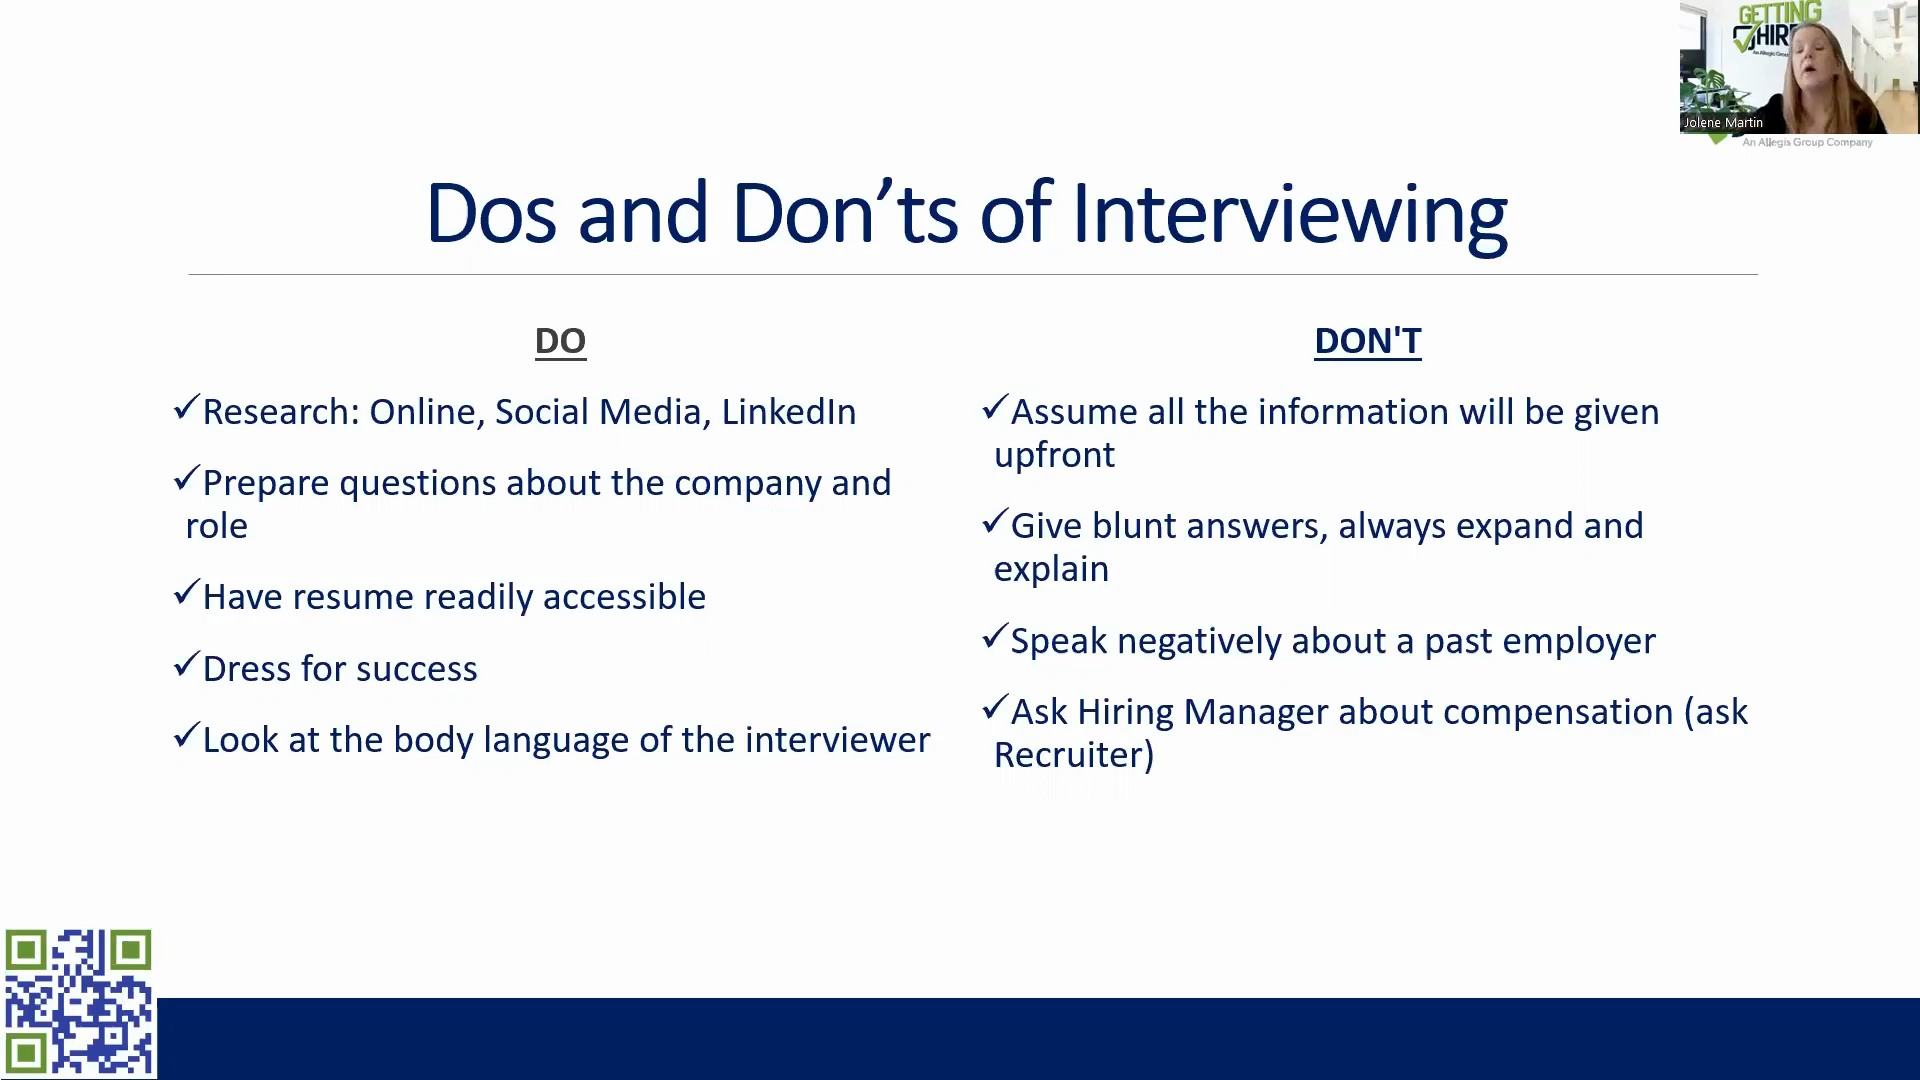 GETTING
HIR
Jolene Martin
An Allegis Group Company
Dos and Don’ts of Interviewing
DO
✓Research: Online, Social Media, LinkedIn
✓Prepare questions about the company and
role
✓Have resume readily accessible
✓Dress for success
✓Look at the body language of the interviewer
DON'T
✓Assume all the information will be given
upfront
✓Give blunt answers, always expand and
explain
✓Speak negatively about a past employer
✓Ask Hiring Manager about compensation (ask
Recruiter)